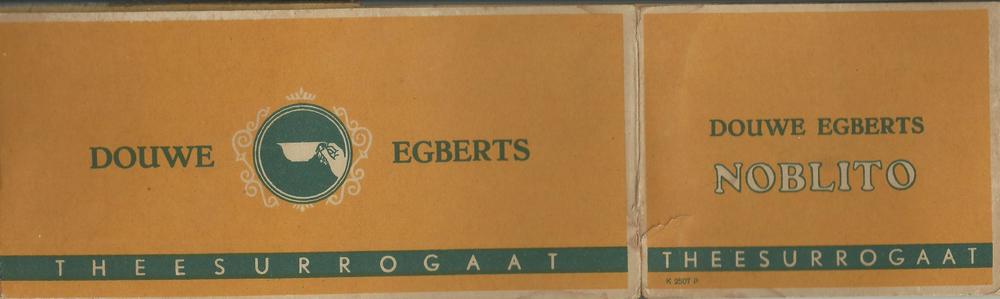 DOUWE EGBERTS
THEESURROGAAT
DOUWE EGBERTS
NOBLITO
THEESURROGAAT
K 2507 P